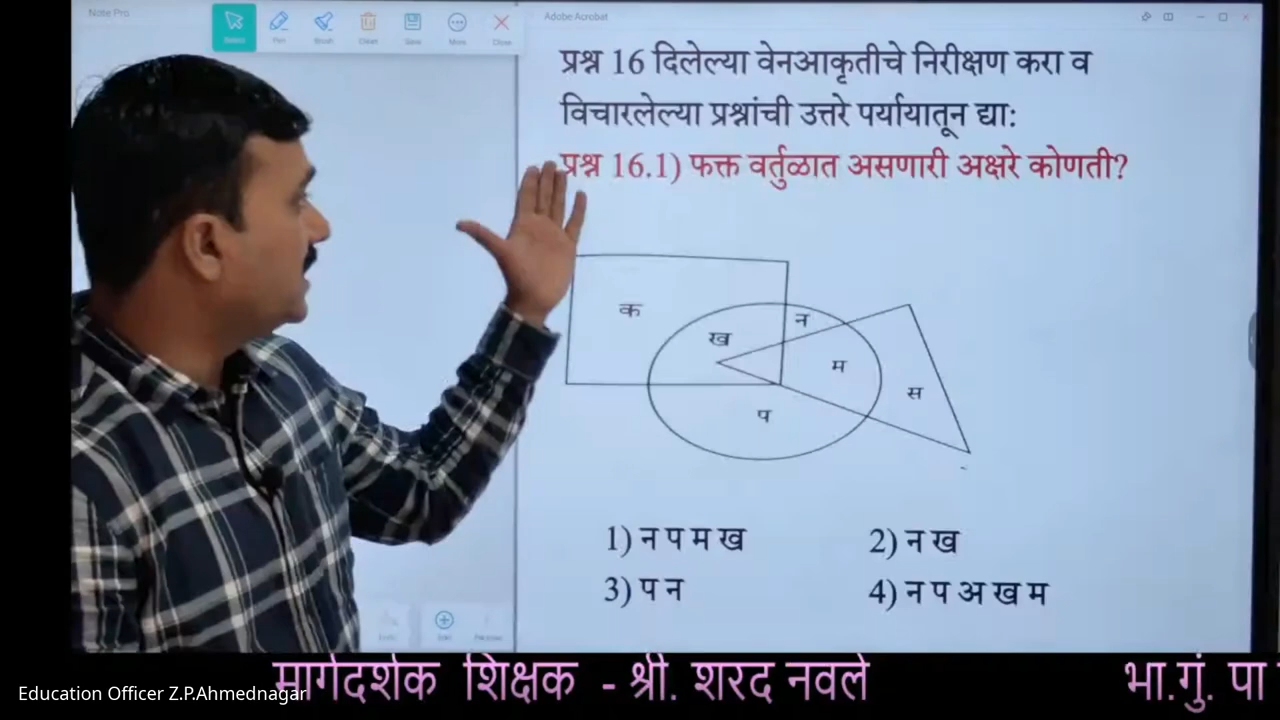 Note Pro
Select
Pen
Brush
Clean
Save
More
Close
Adobe Acrobat
प्रश्न 16 दिलेल्या वेनआकृतीचे निरीक्षण करा व
विचारलेल्या प्रश्नांची उत्तरे पर्यायातून द्या:
प्रश्न 16.1) फक्त वर्तुळात असणारी अक्षरे कोणती?
क
ख
न
म
स
प
1) न प म ख
2) न ख
3) प न
4) न प अ ख म
मार्गदर्शक शिक्षक - श्री. शरद नवले
भा.गुं. पा
Education Officer Z.P.Ahmednagar